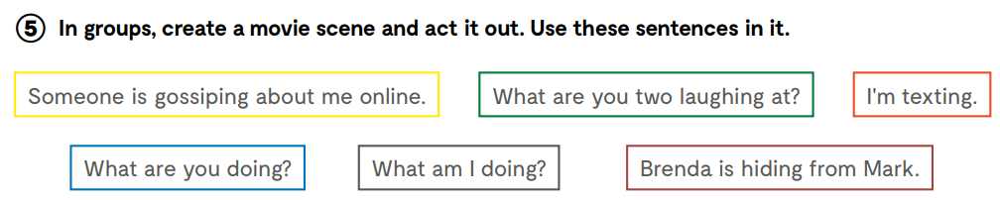 5 In groups, create a movie scene and act it out. Use these sentences in it.
Someone is gossiping about me online. What are you two laughing at? I'm texting.
What are you doing? What am I doing? Brenda is hiding from Mark.